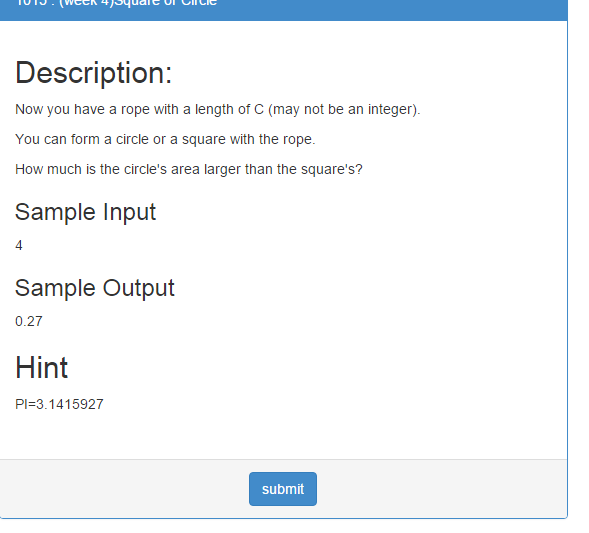 1015 : (week 4)Square or Circle
Description:
Now you have a rope with a length of C (may not be an integer).
You can form a circle or a square with the rope.
How much is the circle's area larger than the square's?
Sample Input
4
Sample Output
0.27
Hint
PI=3.1415927
submit